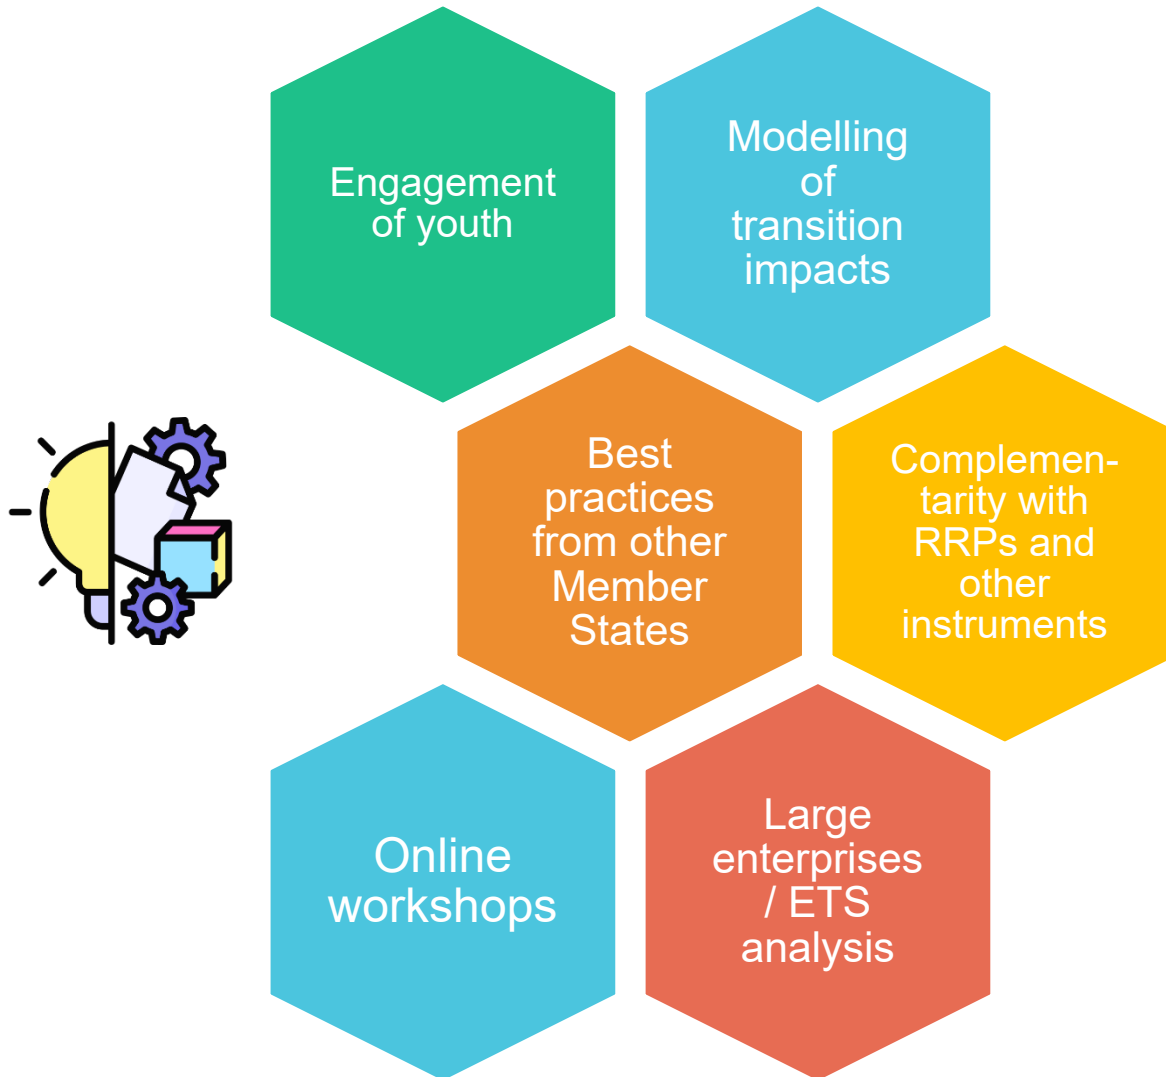 Engagement
of youth
Modelling
of
transition
impacts
Best
practices
from other
Member
States
Complemen-
tarity with
RRPs and
other
instruments
Online
workshops
Large
enterprises
/ ETS
analysis